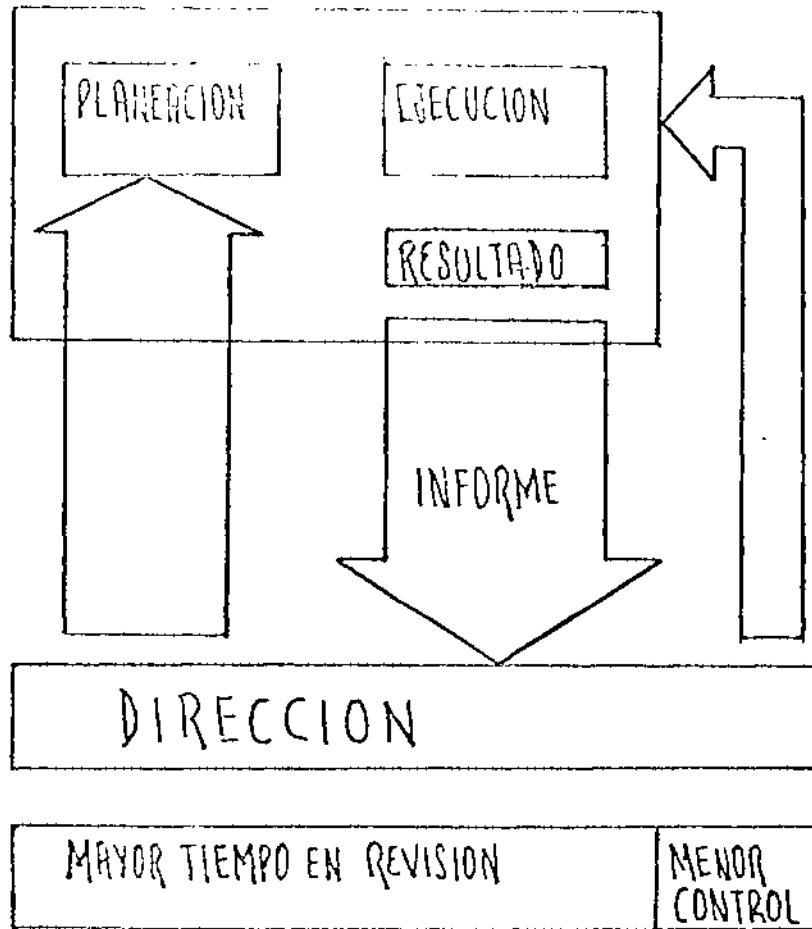 PLANEACION
EJECUCION
RESULTADO
INFORME
DIRECCION
MAYOR TIEMPO EN REVISION
MENOR
CONTROL